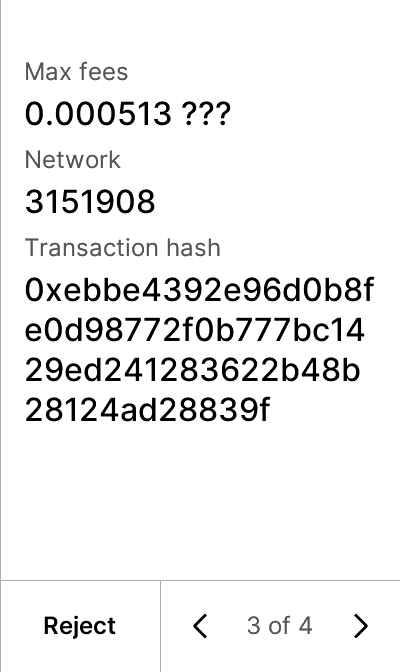 Max fees
0.000513 ???
Network
3151908
Transaction hash
0xebbe4392e96d0b8f
e0d98772f0b777bc14
29ed241283622b48b
28124ad28839f
Reject
3 of 4